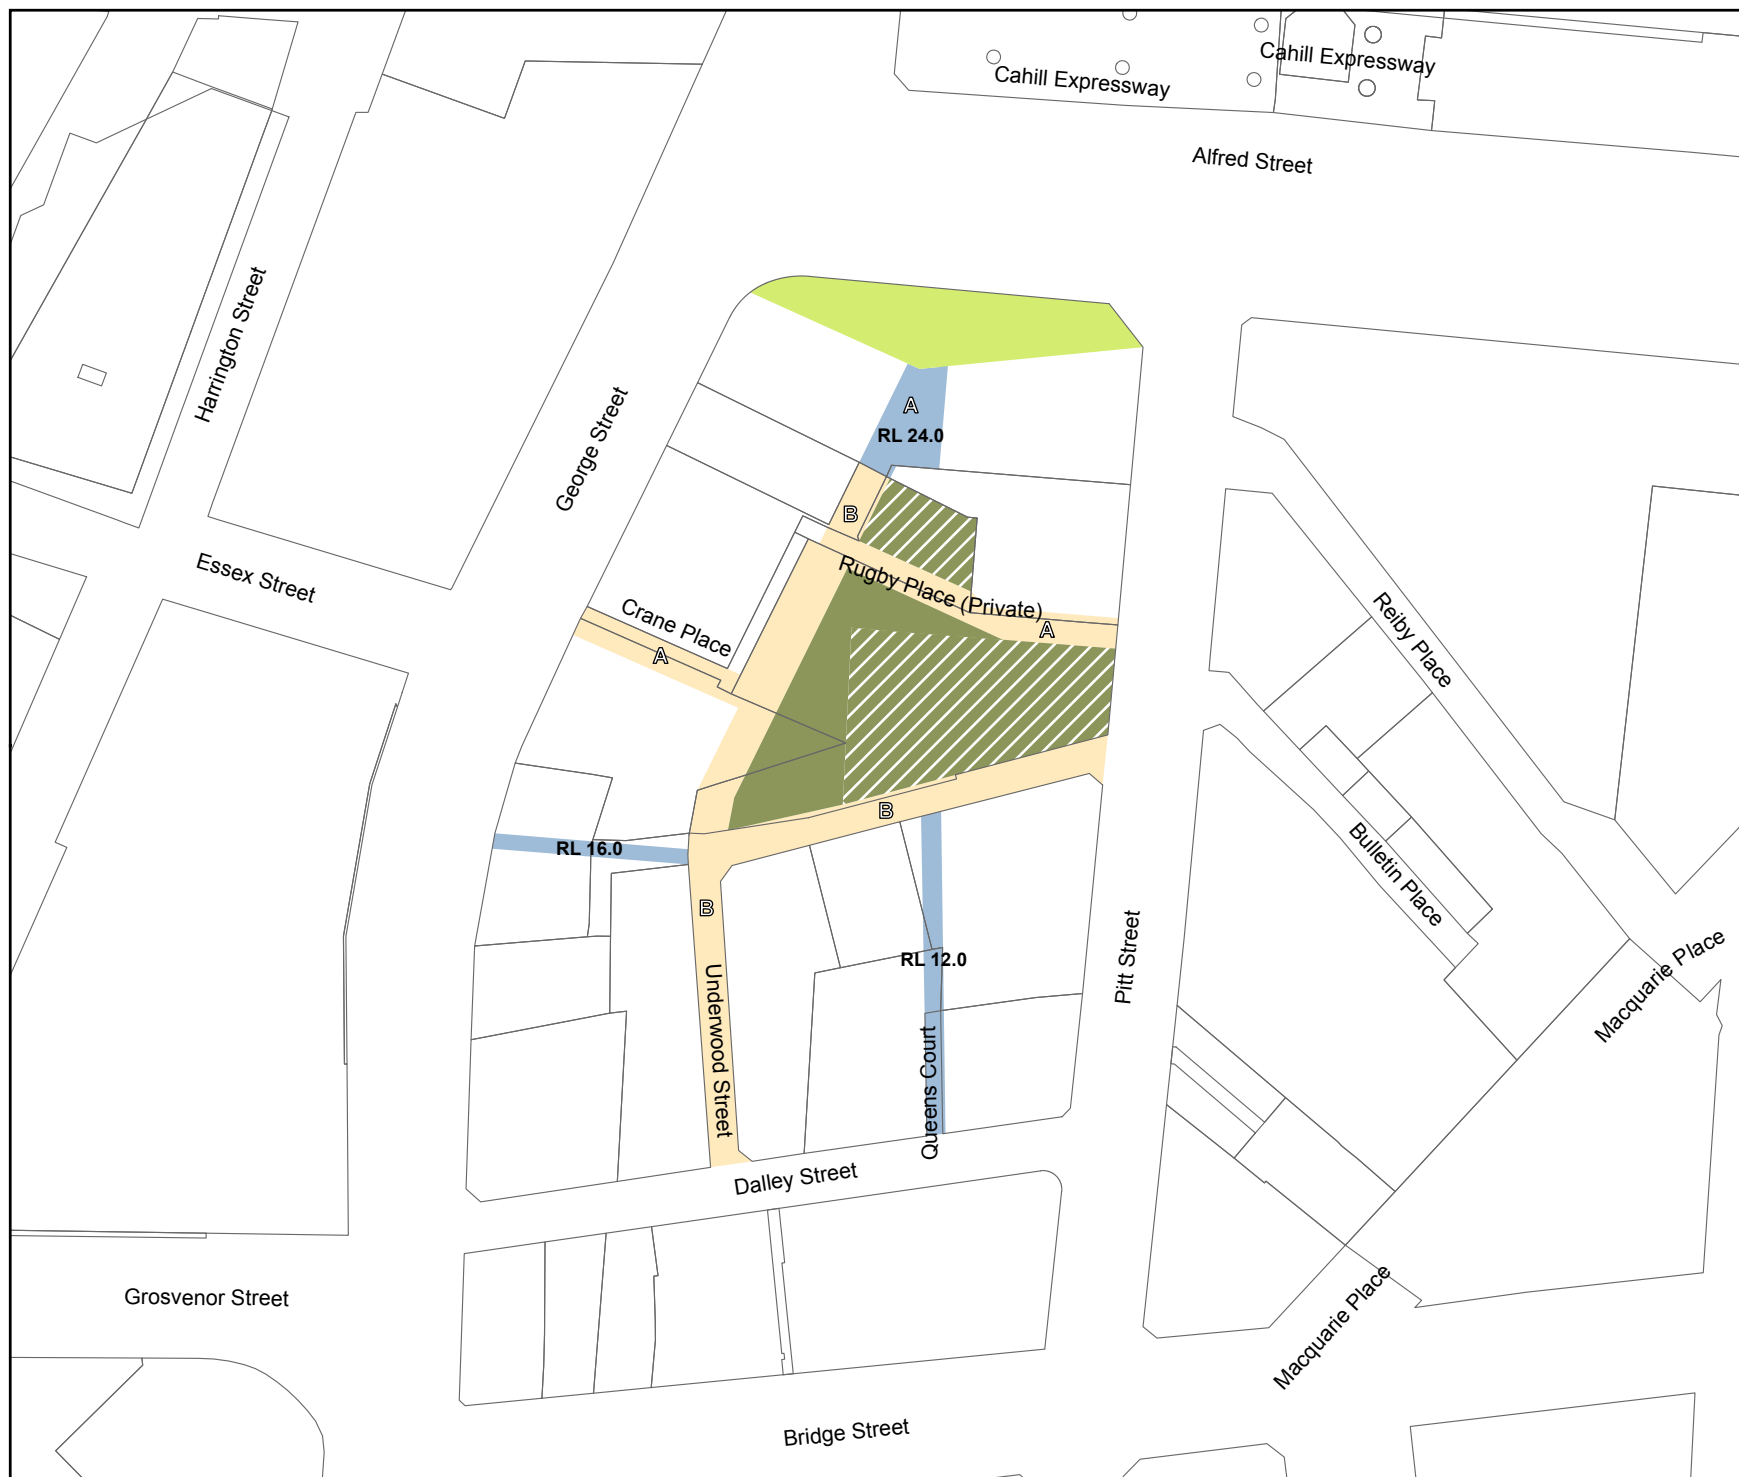 Cahill Expressway
Cahill Expressway
Alfred Street
Harrington Street
George Street
A
RL 24.0
B
Essex Street
Rugby Place (Private)
Crane Place
A
A
Reiby Place
B
RL 16.0
Bulletin Place
B
RL 12.0
Pitt Street
Macquarie Place
Underwood Street
Queens Court
Dalley Street
Grosvenor Street
Macquarie Place
Bridge Street